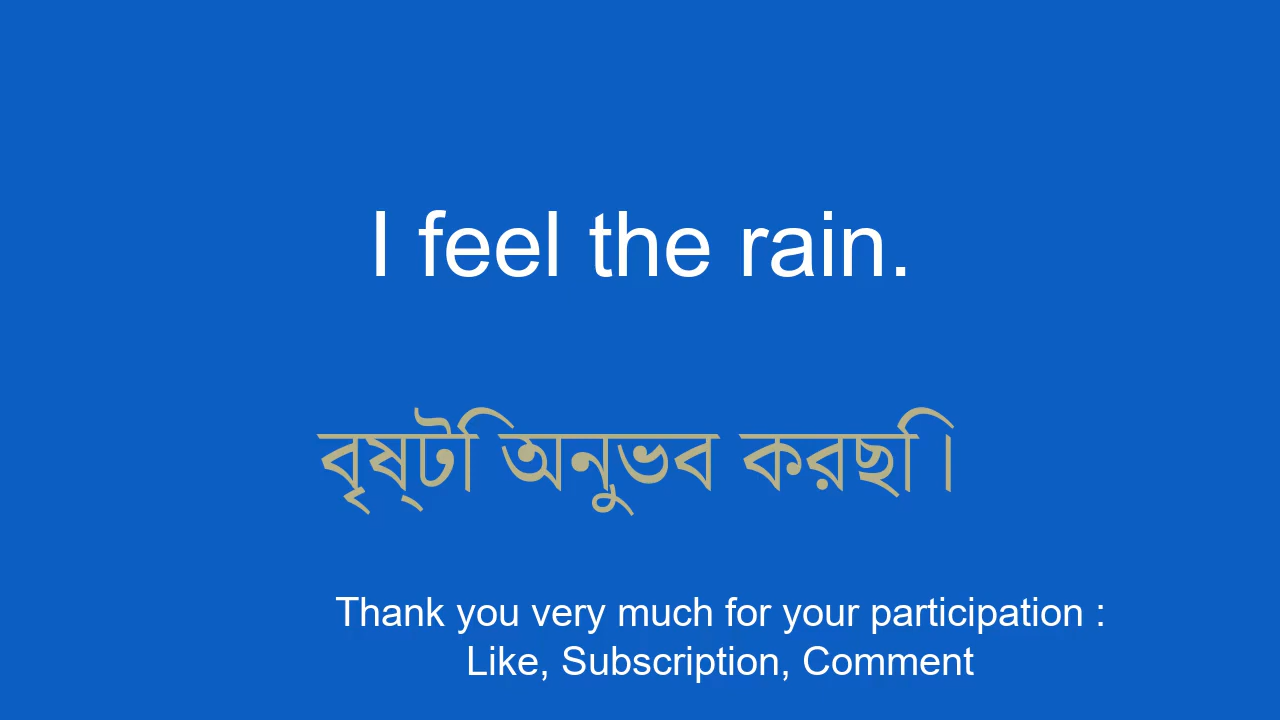 I feel the rain.
বৃষ্টি অনুভব করছি।
Thank you very much for your participation :
Like, Subscription, Comment